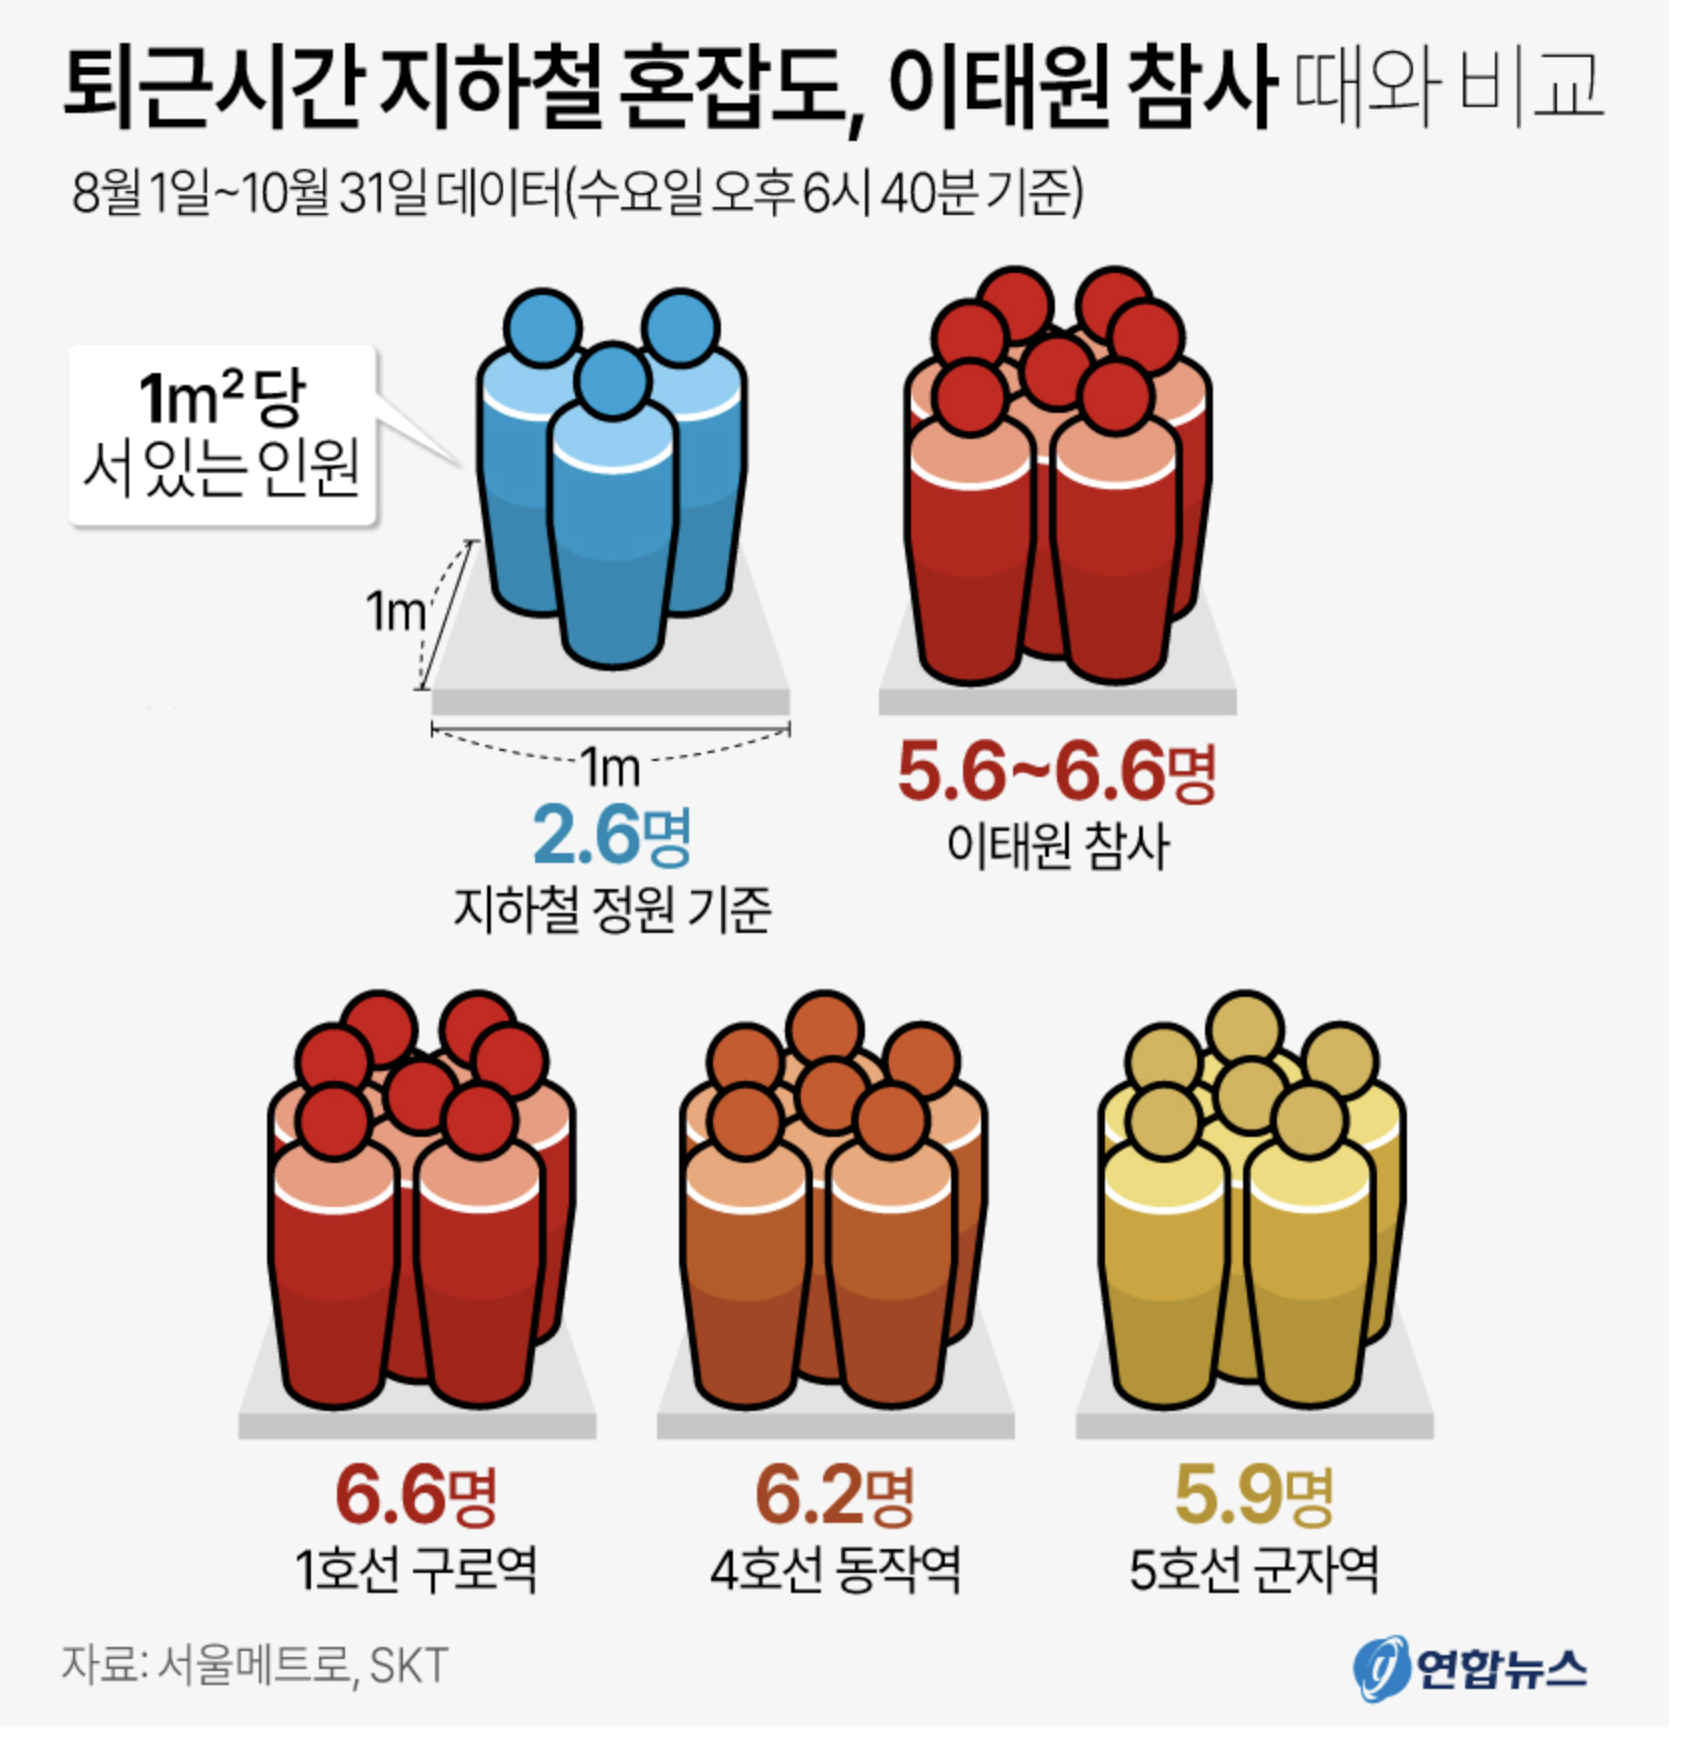 퇴근시간 지하철 혼잡도, 이태원 참사 때와 비교
8월 1일~10월 31일 데이터(수요일 오후 6시 40분 기준)
1m² 당
서 있는 인원
1m
1m
2.6명
지하철 정원 기준
5.6~6.6명
이태원 참사
6.6명
1호선 구로역
6.2명
4호선 동작역
5.9명
5호선 군자역
자료: 서울메트로, SKT
연합뉴스